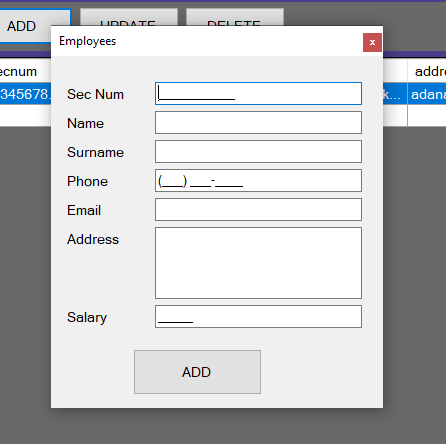 ADD UPDATE DELETE
Employees x
ecnum addre
345678. k... adana
Sec Num ___________
Name
Surname
Phone (___) ___-____
Email
Address
Salary _____
ADD